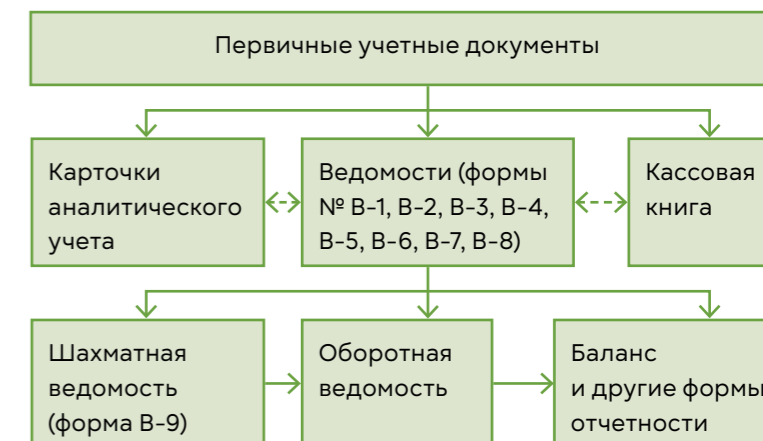 Первичные учетные документы
Карточки
аналитического
учета
Ведомости (формы
№ В-1, В-2, В-3, В-4,
В-5, В-6, В-7, В-8)
Кассовая
книга
Шахматная
ведомость
(форма В-9)
Оборотная
ведомость
Баланс
и другие формы
отчетности